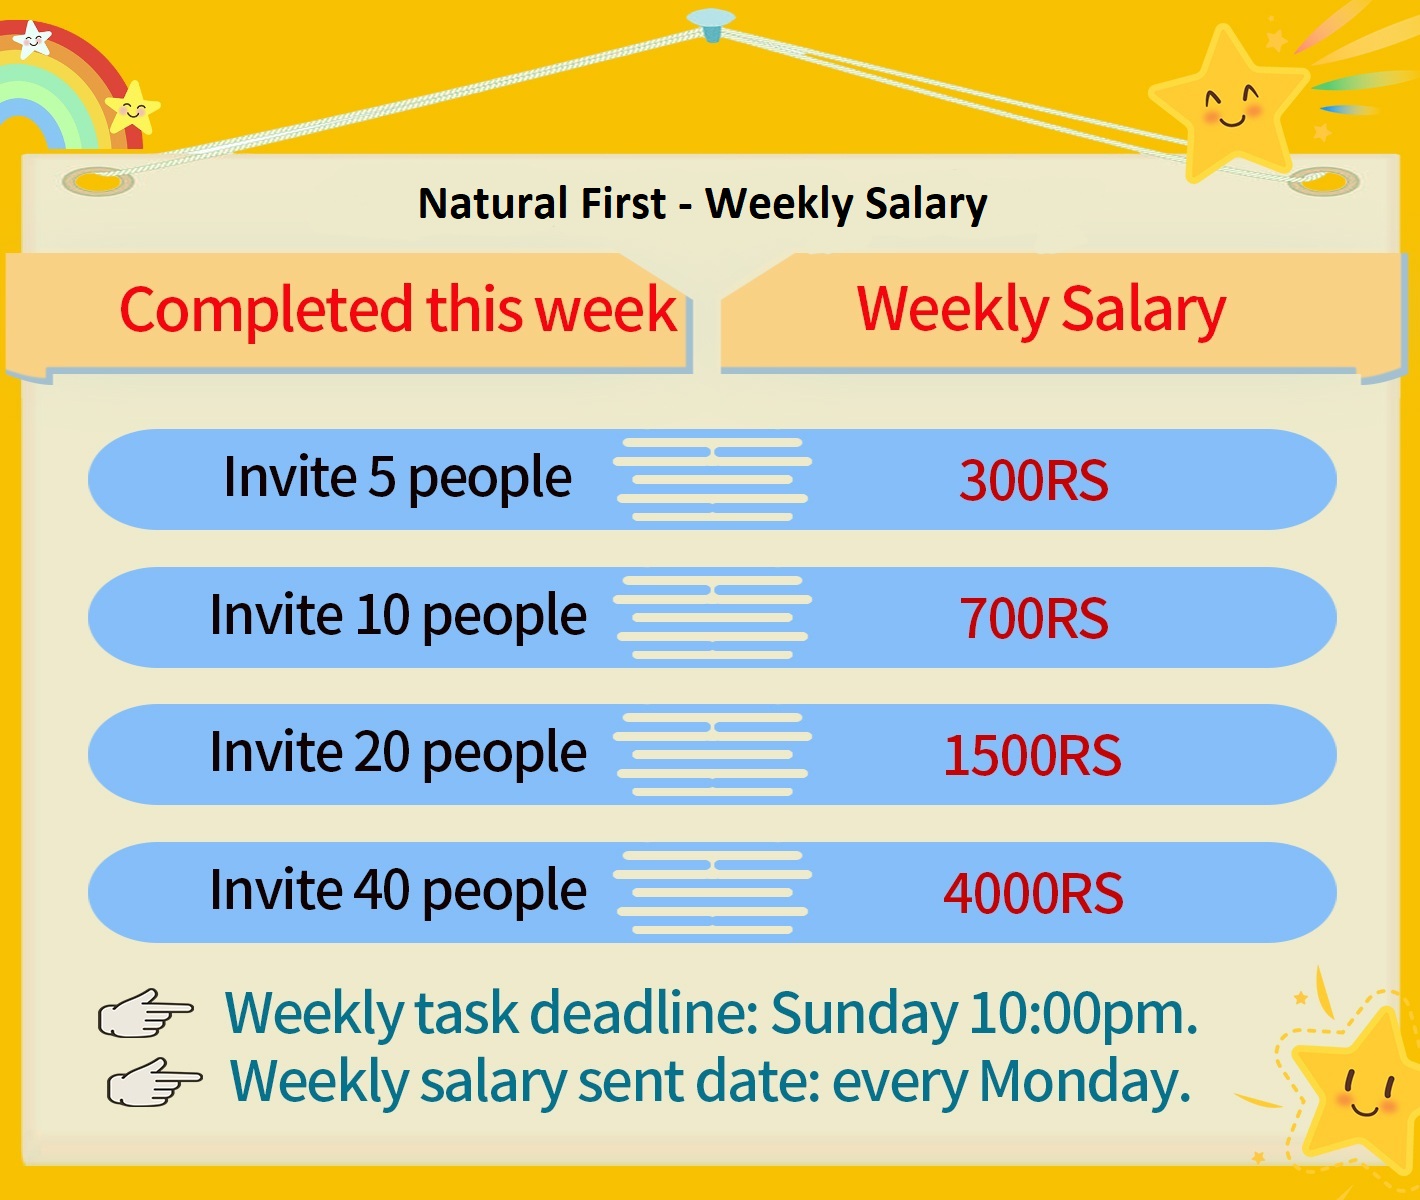 Natural First - Weekly Salary
Completed this week
Weekly Salary
Invite 5 people
300RS
Invite 10 people
700RS
Invite 20 people
1500RS
Invite 40 people
4000RS
Weekly task deadline: Sunday 10:00pm.
Weekly salary sent date: every Monday.